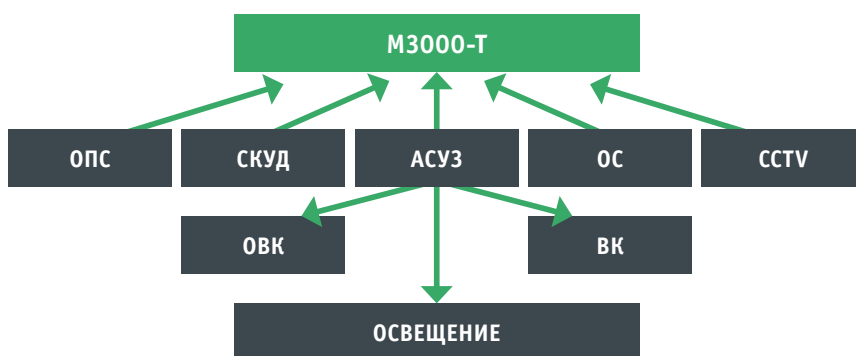 М3000-Т
ОПС
СКУД
АСУЗ
ОС
CCTV
ОВК
ВК
ОСВЕЩЕНИЕ